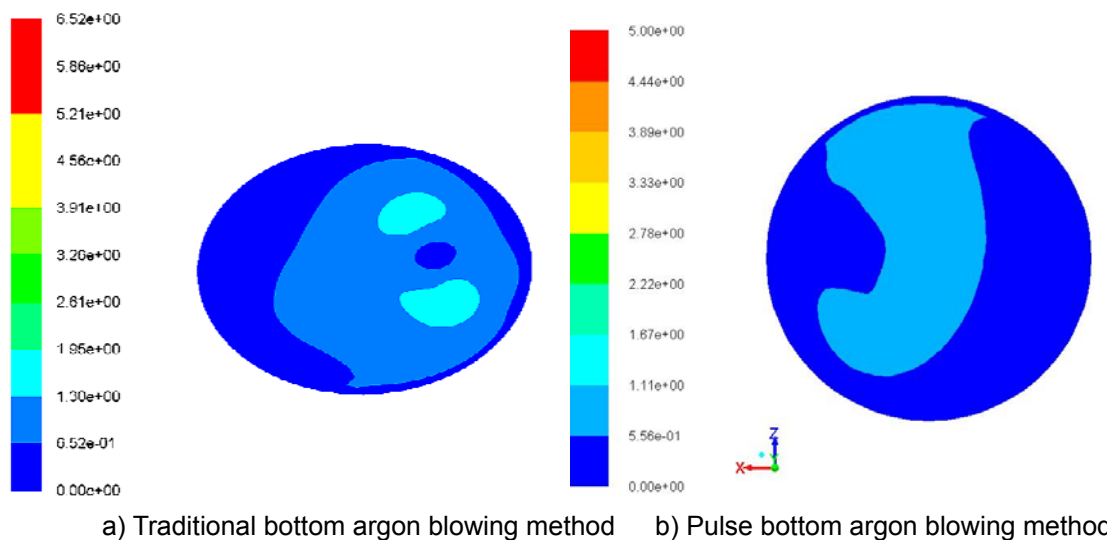 6.52e+00
5.86e+00
5.21e+00
4.56e+00
3.91e+00
3.26e+00
2.61e+00
1.95e+00
1.30e+00
6.52e-01
0.00e+00
5.00e+00
4.44e+00
3.89e+00
3.33e+00
2.78e+00
2.22e+00
1.67e+00
1.11e+00
5.56e-01
0.00e+00
Z
Y
X
a) Traditional bottom argon blowing method b) Pulse bottom argon blowing method